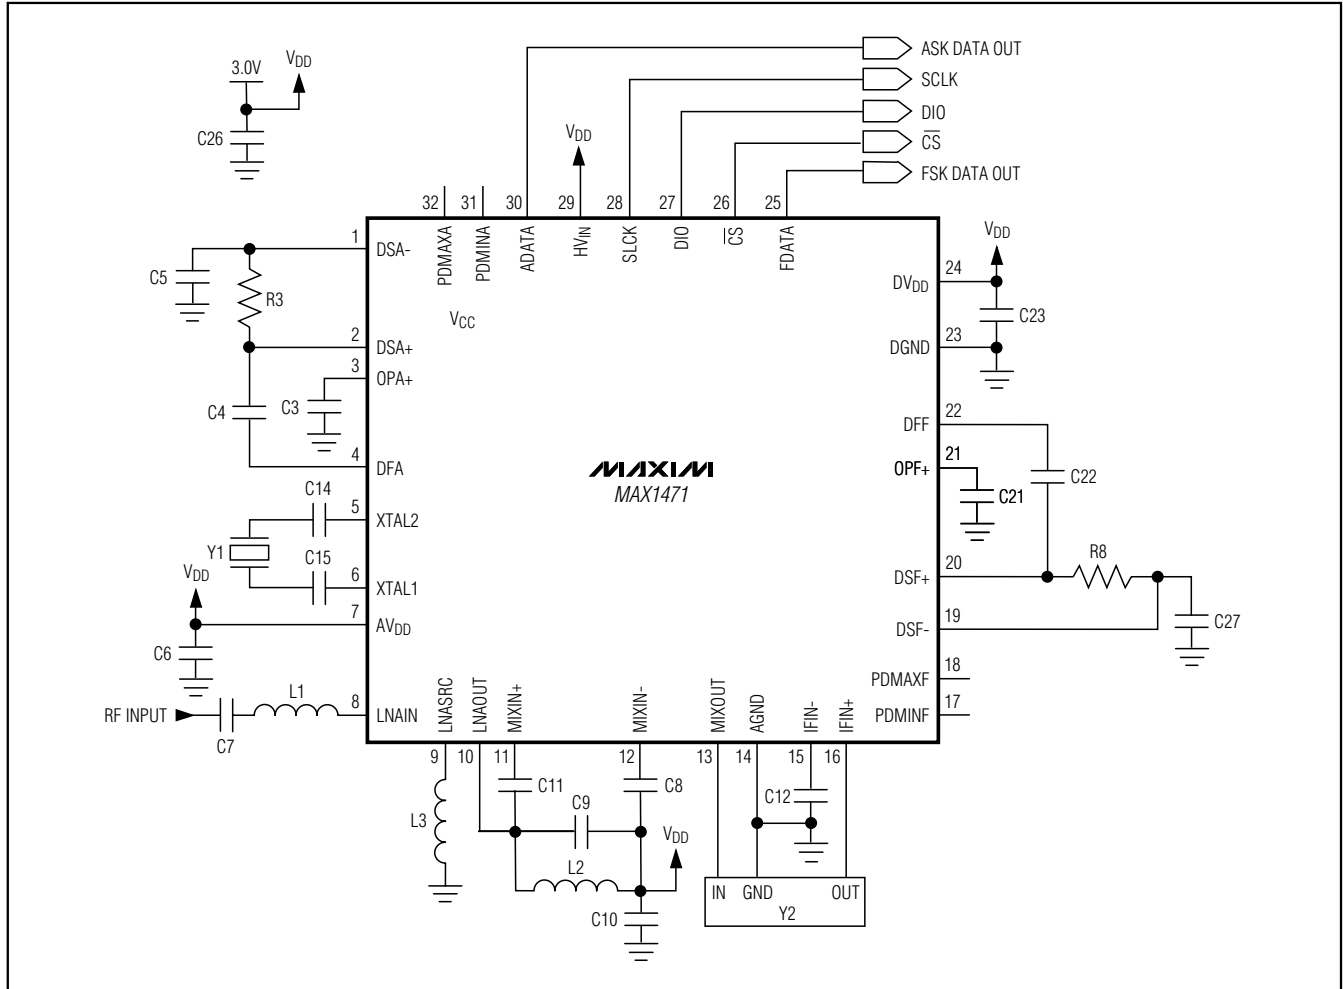 ASK DATA OUT
SCLK
DIO
CS
FSK DATA OUT
3.0V
VDD
C26
VDD
32 31 30 29 28 27 26 25
PDMAXA PDMINA ADATA HVIN SLCK DIO CS FDATA
VCC
1 DSA-
C5
R3
2 DSA+
3 OPA+
C4
C3
4 DFA
C14
5 XTAL2
Y1
C15
6 XTAL1
VDD
7 AVDD
C6
RF INPUT
C7
L1
8 LNAIN
MAXIM
MAX1471
VDD
DVDD 24
C23
DGND 23
DFF 22
OPF+ 21
C22
C21
DSF+ 20
R8
DSF- 19
C27
PDMAXF 18
PDMINF 17
LNASRC LNAOUT MIXIN+ MIXIN- MIXOUT AGND IFIN- IFIN+
9 10 11 12 13 14 15 16
C11
C8
C12
L3
C9
VDD
L2
C10
IN GND OUT
Y2